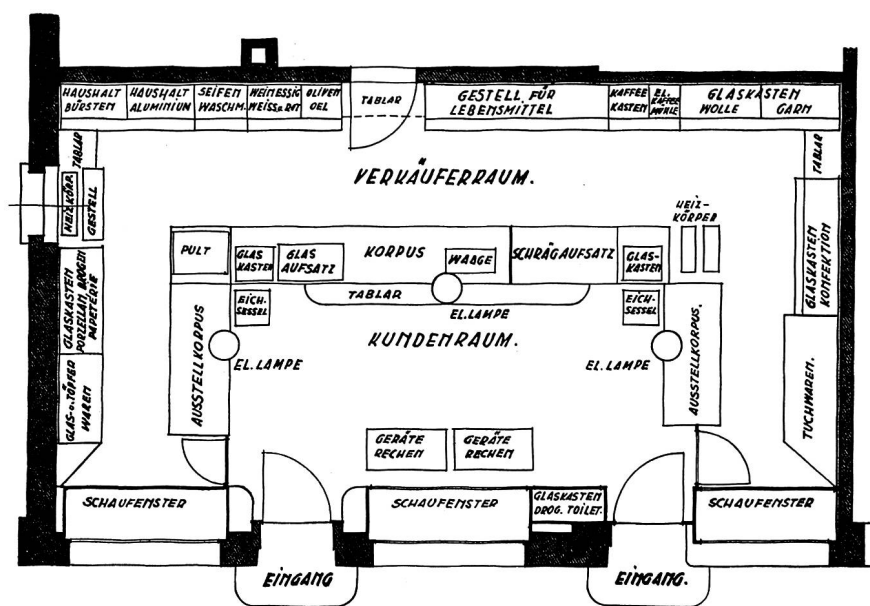 HAUSHALT
BÜRSTEN
HAUSHALT
ALUMINIUM
SEIFEN
WASCHM.
WEINESSIG
WEISS u. ROT
OLIVEN
OEL
TABLAR
GESTELL FÜR
LEBENSMITTEL
KAFFEE
KASTEN
EL.
KAFFEE
MÜHLE
GLASKASTEN
WOLLE
GARN
TABLAR
HEIZKÖRP.
GESTELL
VERKÄUFERRAUM.
TABLAR
HEIZ-
KÖRPER
GLASKASTEN
KONFEKTION
PULT
GLAS
KASTEN
GLAS
AUFSATZ
KORPUS
WAAGE
SCHRÄGAUFSATZ
GLAS-
KASTEN
GLASKASTEN
PORZELLAN, DROGEN
PAPETERIE
EICH-
SESSEL
TABLAR
EL.LAMPE
EICH-
SESSEL
AUSSTELLKORPUS
KUNDENRAUM.
AUSSTELLKORPUS.
EL.LAMPE
EL.LAMPE
GLAS- u. TÖPFER
WAREN
TUCHWAREN.
GERÄTE
RECHEN
GERÄTE
RECHEN
SCHAUFENSTER
SCHAUFENSTER
GLASKASTEN
DROG. TOILET.
SCHAUFENSTER
EINGANG
EINGANG.